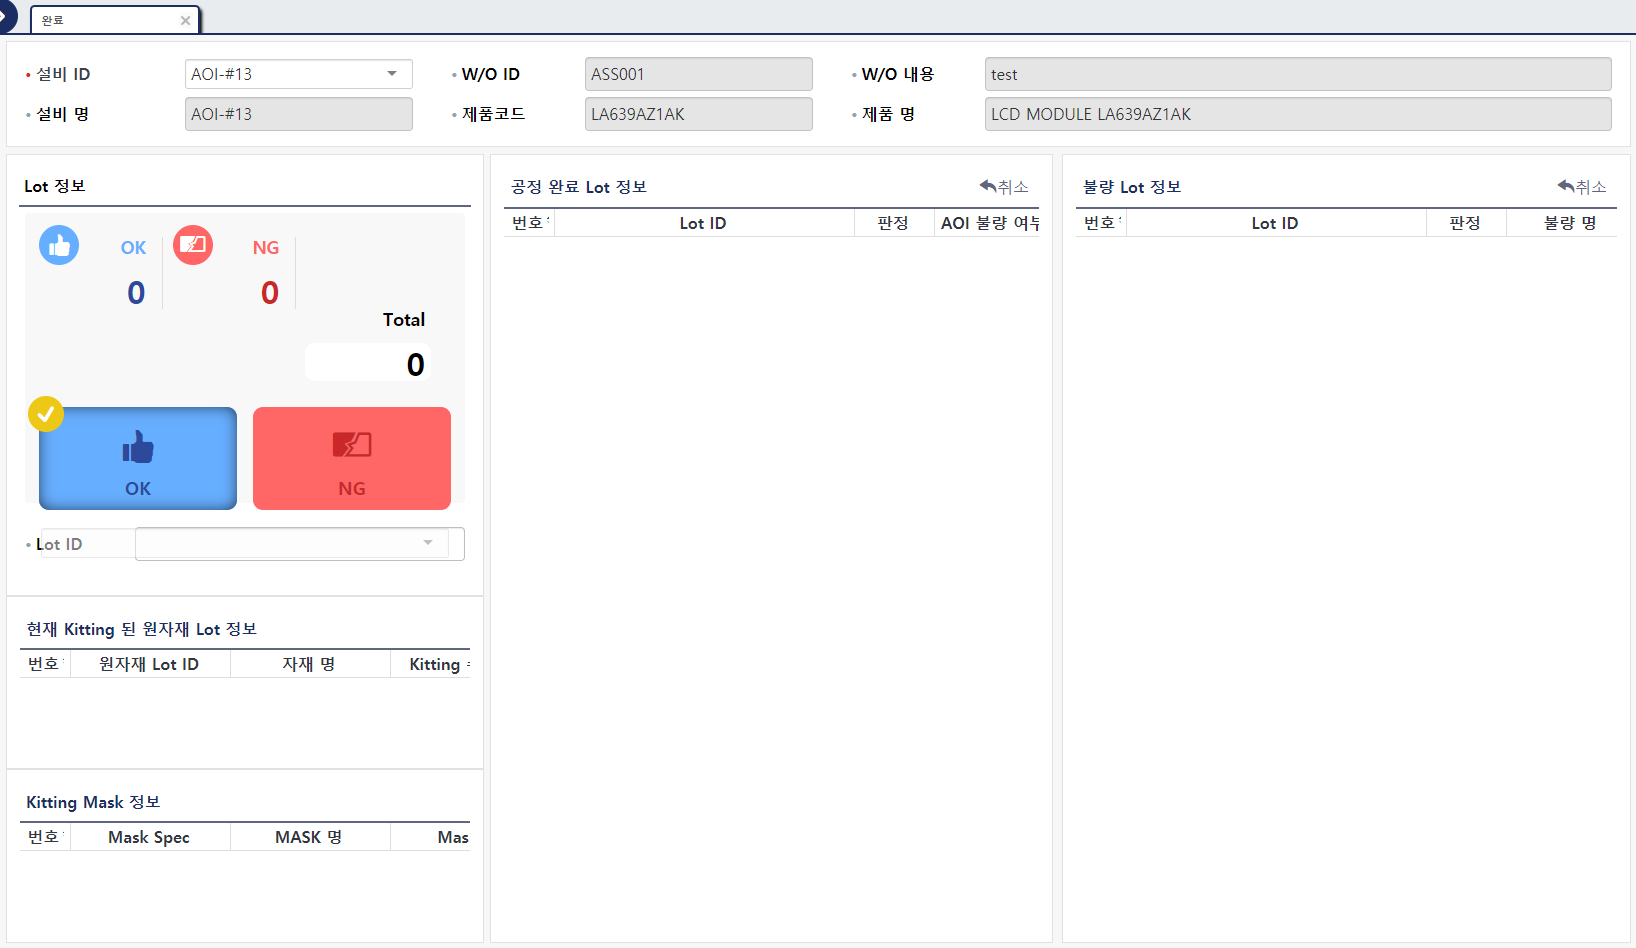 완료
설비 ID AOI-#13 W/O ID ASS001 W/O 내용 test
설비 명 AOI-#13 제품코드 LA639AZ1AK 제품 명 LCD MODULE LA639AZ1AK
Lot 정보
OK NG
0 0
Total
0
OK NG
Lot ID
현재 Kitting 된 원자재 Lot 정보
번호 원자재 Lot ID 자재 명 Kitting
Kitting Mask 정보
번호 Mask Spec MASK 명 Mas
공정 완료 Lot 정보 취소
번호 Lot ID 판정 AOI 불량 여부
불량 Lot 정보 취소
번호 Lot ID 판정 불량 명